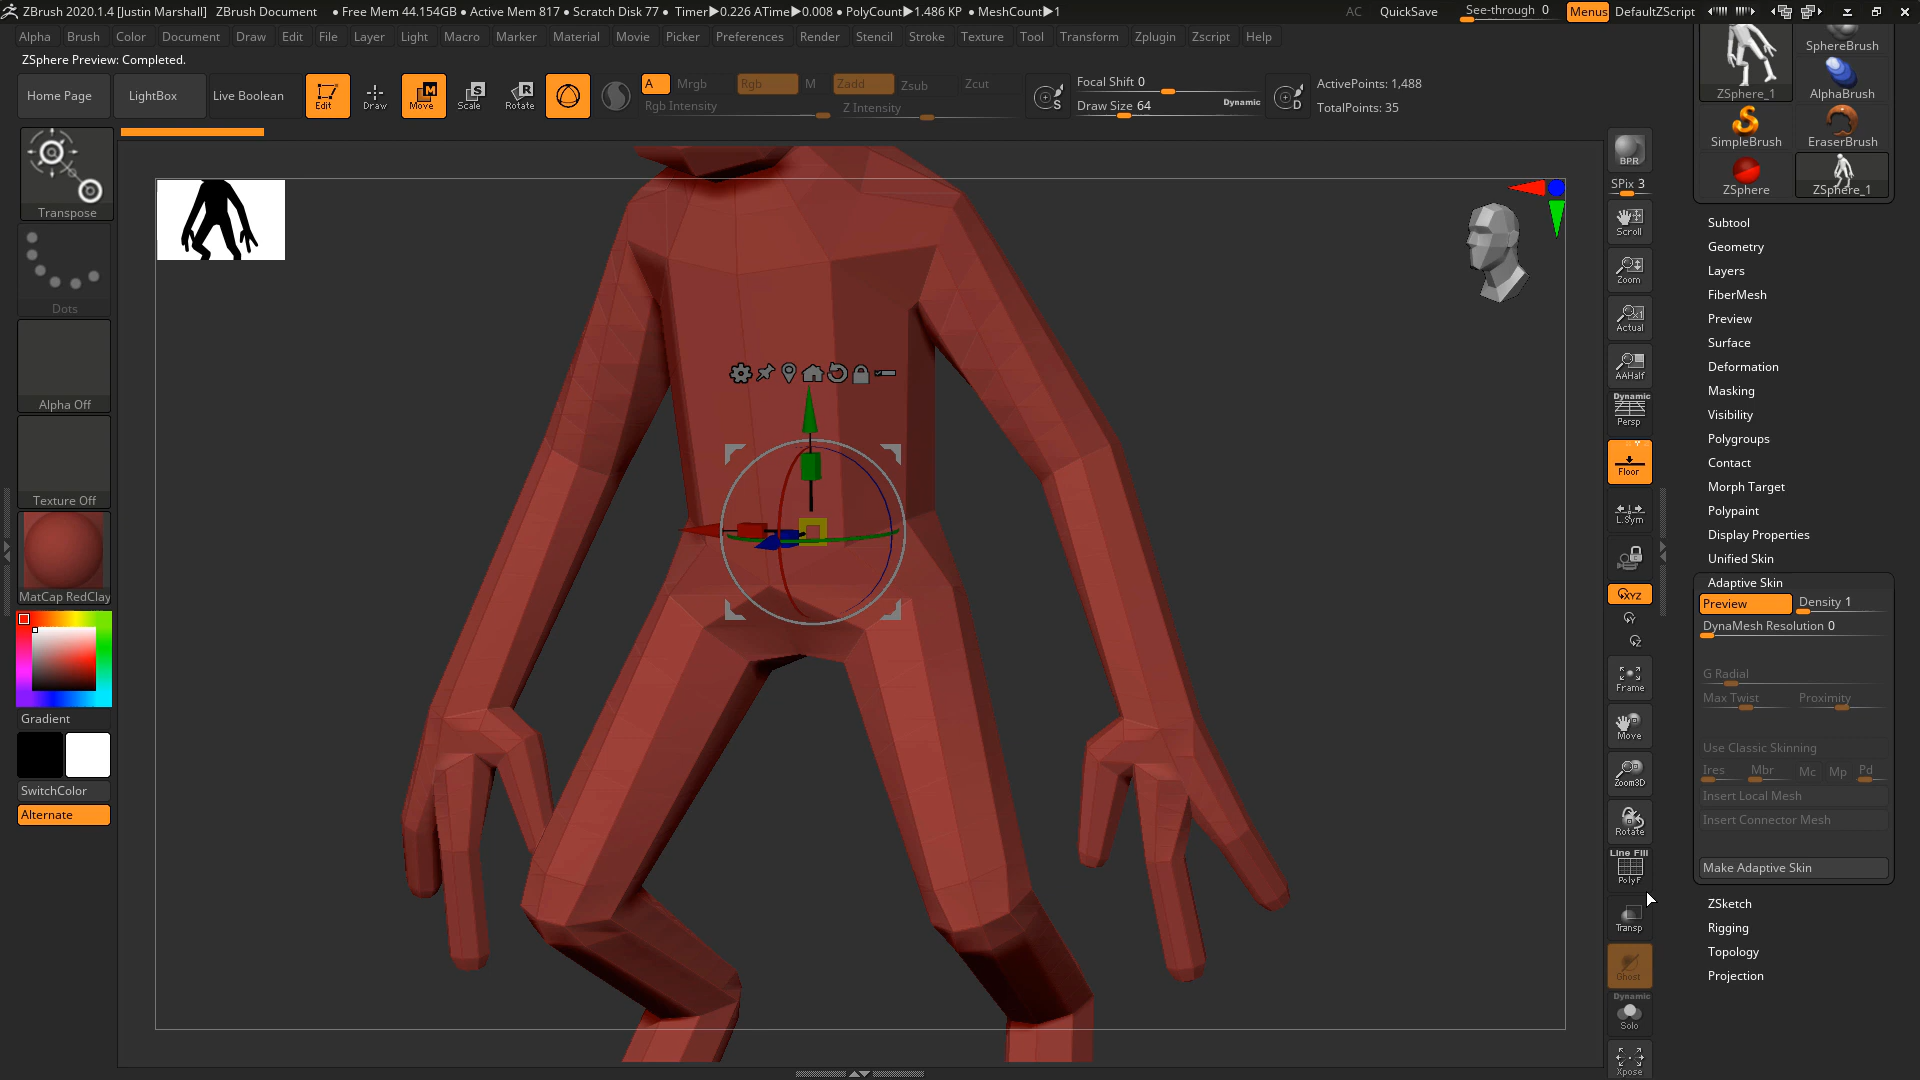 ZBrush 2020.1.4 [Justin Marshall] ZBrush Document ● Free Mem 44.154GB ● Active Mem 817 ● Scratch Disk 77 ● Timer▶0.226 ATime▶0.008 ● PolyCount▶1.486 KP ● MeshCount▶1 AC QuickSave See-through 0 Menus DefaultZScript
Alpha Brush Color Document Draw Edit File Layer Light Macro Marker Material Movie Picker Preferences Render Stencil Stroke Texture Tool Transform Zplugin Zscript Help
ZSphere Preview: Completed.
Home Page LightBox Live Boolean Edit Draw Move Scale Rotate
M S R
A Mrgb Rgb M Zadd Zsub Zcut
Rgb Intensity Z Intensity
S Focal Shift 0
Draw Size 64 Dynamic
D ActivePoints: 1,488
TotalPoints: 35
Transpose
Dots
Alpha Off
Texture Off
MatCap RedClay
Gradient
SwitchColor
Alternate
BPR
SPix 3
Scroll
Zoom
Actual
AAHalf
Dynamic
Persp
Floor
L.Sym
XYZ
Frame
Move
Zoom3D
Rotate
Line Fill
PolyF
Transp
Ghost
Dynamic
Solo
Xpose
ZSphere_1 SphereBrush
AlphaBrush
SimpleBrush EraserBrush
ZSphere ZSphere_1
Subtool
Geometry
Layers
FiberMesh
Preview
Surface
Deformation
Masking
Visibility
Polygroups
Contact
Morph Target
Polypaint
Display Properties
Unified Skin
Adaptive Skin
Preview Density 1
DynaMesh Resolution 0
G Radial
Max Twist Proximity
Use Classic Skinning
Ires Mbr Mc Mp Pd
Insert Local Mesh
Insert Connector Mesh
Make Adaptive Skin
ZSketch
Rigging
Topology
Projection